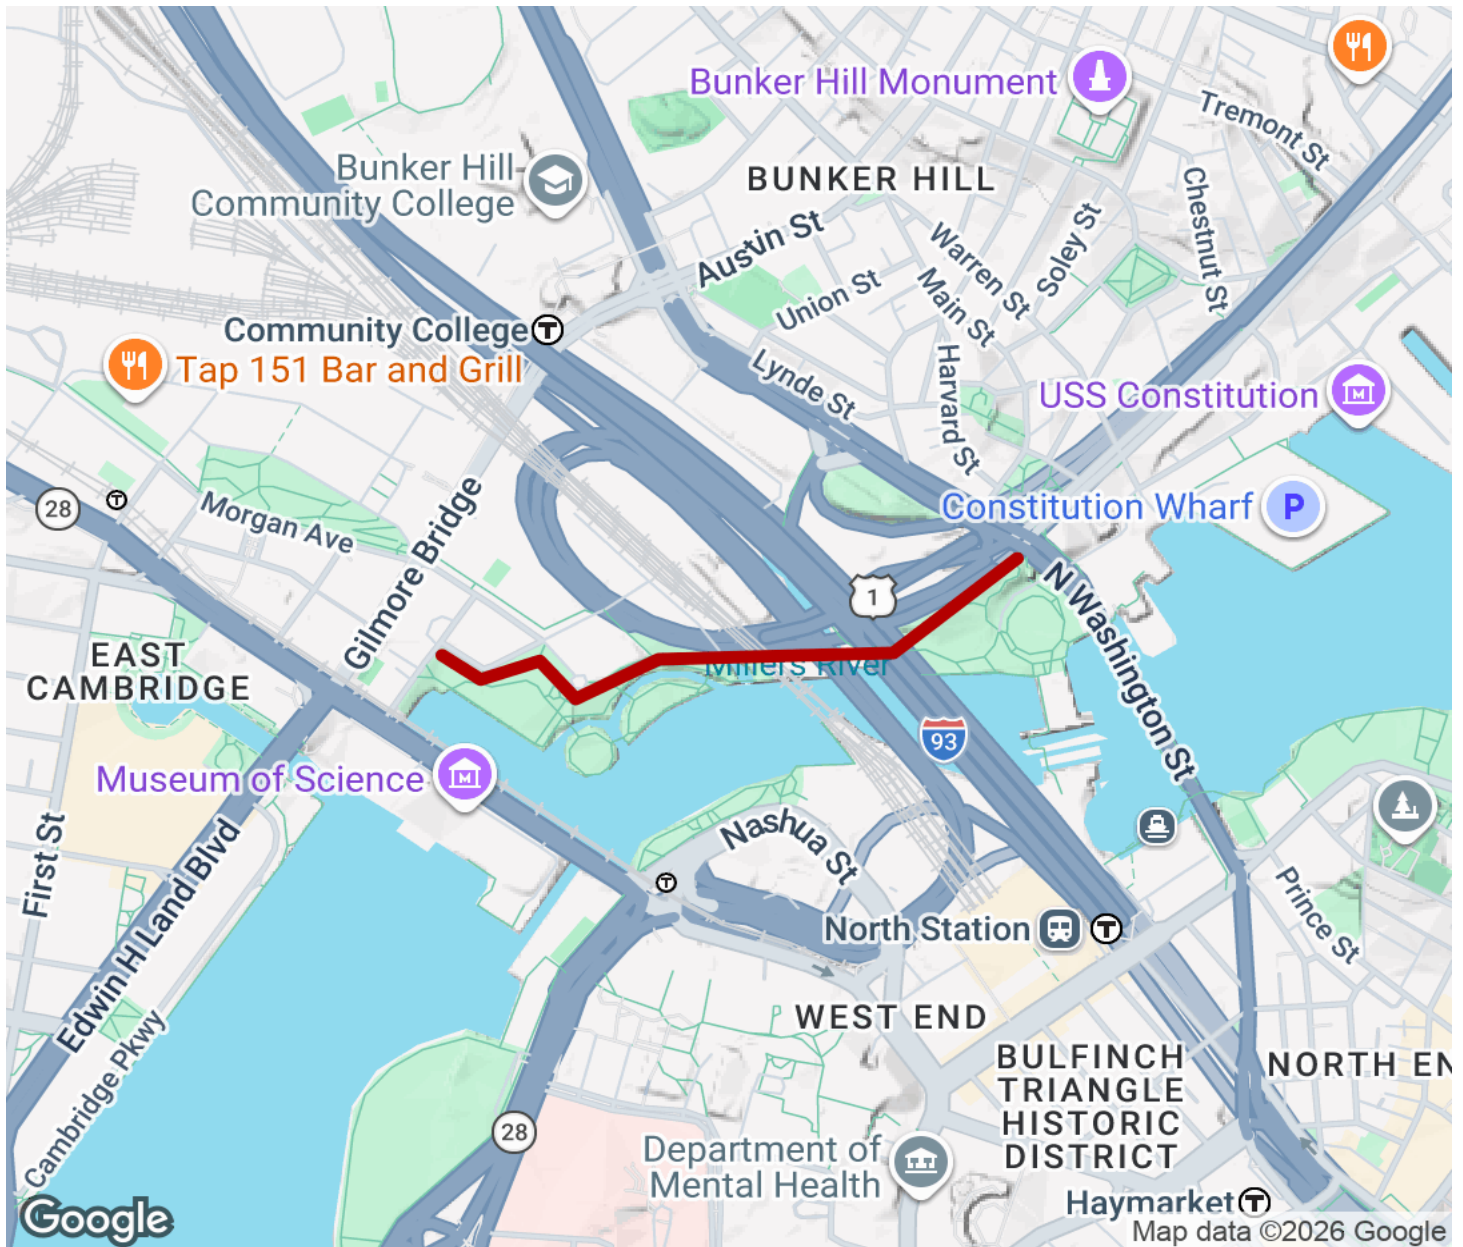 Bunker Hill Monument
Tremont St
Bunker Hill
Community College
BUNKER HILL
Chestnut St
Austin St
Soley St
Warren St
Union St
Main St
Community College
T
Tap 151 Bar and Grill
Lynde St
Harvard St
USS Constitution
M
28
T
Morgan Ave
Gilmore Bridge
Constitution Wharf
P
1
N Washington St
EAST
CAMBRIDGE
Millers River
93
Museum of Science
M
First St
Edwin H Land Blvd
Nashua St
T
Prince St
North Station
T
WEST END
Cambridge Pkwy
BULFINCH
TRIANGLE
HISTORIC
DISTRICT
NORTH EN
28
Department of
Mental Health
Haymarket
T
Google
Map data ©2026 Google